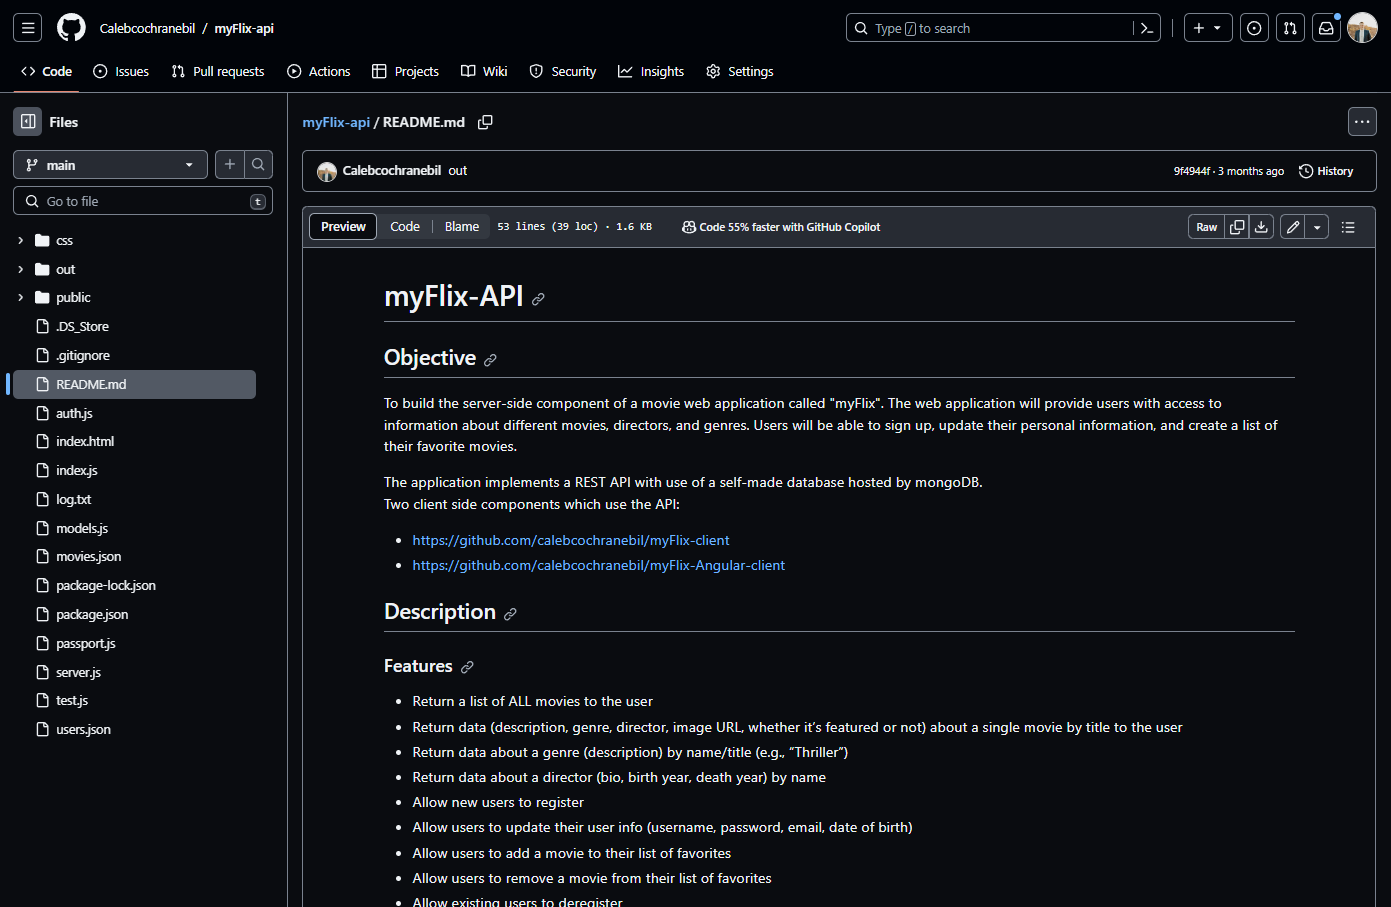 Calebcochranebil / myFlix-api
Type / to search
Code
Issues
Pull requests
Actions
Projects
Wiki
Security
Insights
Settings
Files
main
Go to file
t
css
out
public
.DS_Store
.gitignore
README.md
auth.js
index.html
index.js
log.txt
models.js
movies.json
package-lock.json
package.json
passport.js
server.js
test.js
users.json
myFlix-api / README.md
Calebcochranebil out
9f4944f · 3 months ago
History
Preview
Code
Blame
53 lines (39 loc) · 1.6 KB
Code 55% faster with GitHub Copilot
Raw
myFlix-API
Objective
To build the server-side component of a movie web application called "myFlix". The web application will provide users with access to
information about different movies, directors, and genres. Users will be able to sign up, update their personal information, and create a list of
their favorite movies.
The application implements a REST API with use of a self-made database hosted by mongoDB.
Two client side components which use the API:
• https://github.com/calebcochranebil/myFlix-client
• https://github.com/calebcochranebil/myFlix-Angular-client
Description
Features
• Return a list of ALL movies to the user
• Return data (description, genre, director, image URL, whether it’s featured or not) about a single movie by title to the user
• Return data about a genre (description) by name/title (e.g., “Thriller”)
• Return data about a director (bio, birth year, death year) by name
• Allow new users to register
• Allow users to update their user info (username, password, email, date of birth)
• Allow users to add a movie to their list of favorites
• Allow users to remove a movie from their list of favorites
• Allow existing users to deregister